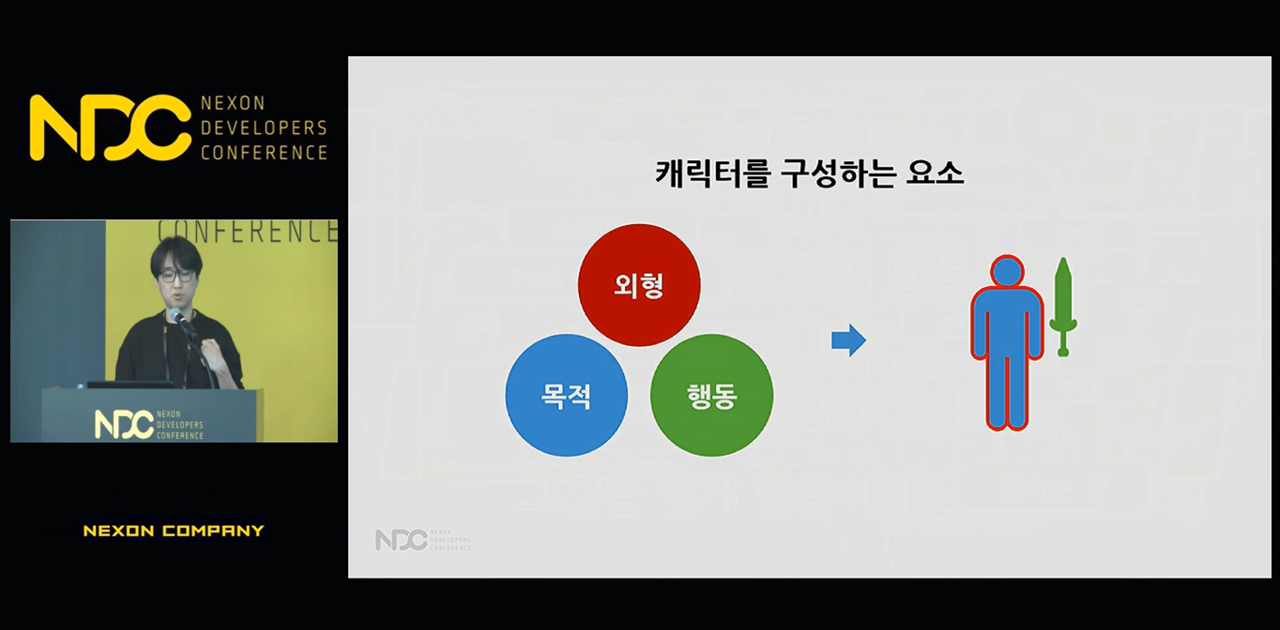 NDC
NEXON
DEVELOPERS
CONFERENCE
CONFERENCE
NDC
NEXON
DEVELOPERS
CONFERENCE
NEXON COMPANY
캐릭터를 구성하는 요소
외형
목적
행동
NDC
NEXON
DEVELOPERS
CONFERENCE